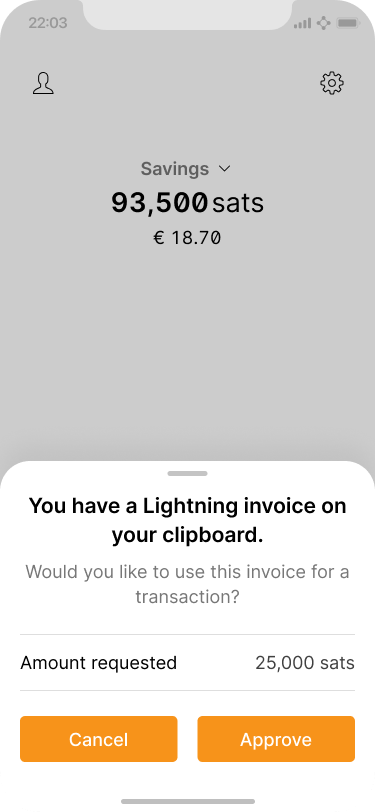 22:03
Savings
93,500 sats
€ 18.70
You have a Lightning invoice on
your clipboard.
Would you like to use this invoice for a
transaction?
Amount requested 25,000 sats
Cancel Approve